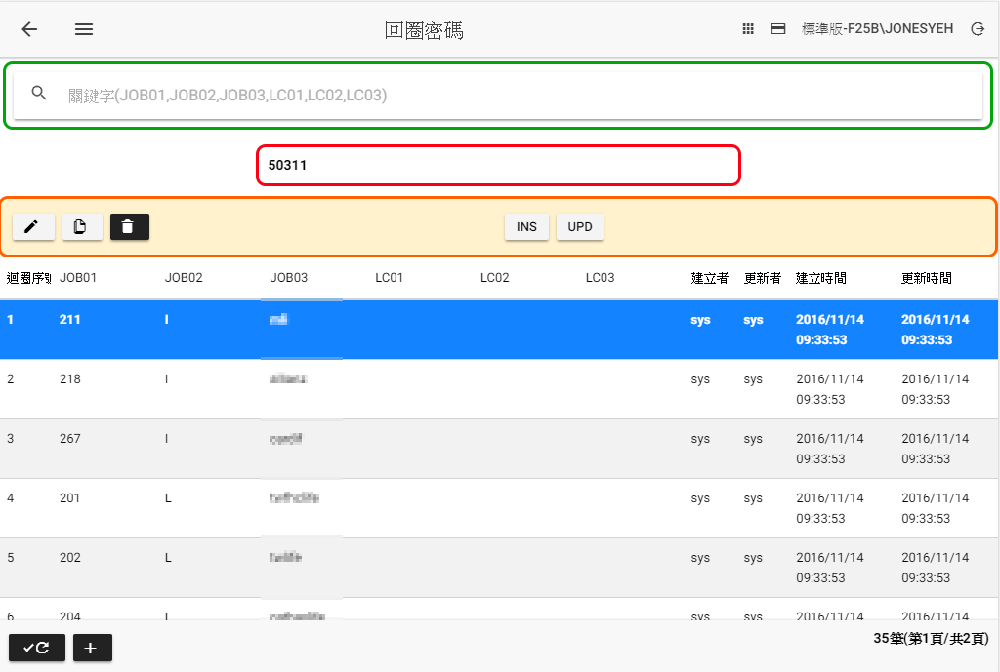 回圈密碼
標準版-F25B\JONESYEH
關鍵字(JOB01,JOB02,JOB03,LC01,LC02,LC03)
50311
INS UPD
迴圈序號 JOB01 JOB02 JOB03 LC01 LC02 LC03 建立者 更新者 建立時間 更新時間
1 211 I sys sys 2016/11/14 2016/11/14
09:33:53 09:33:53
2 218 I sys sys 2016/11/14 2016/11/14
09:33:53 09:33:53
3 267 I sys sys 2016/11/14 2016/11/14
09:33:53 09:33:53
4 201 L sys sys 2016/11/14 2016/11/14
09:33:53 09:33:53
5 202 L sys sys 2016/11/14 2016/11/14
09:33:53 09:33:53
6 204 L sys sys 2016/11/14 2016/11/14
35筆(第1頁/共2頁)